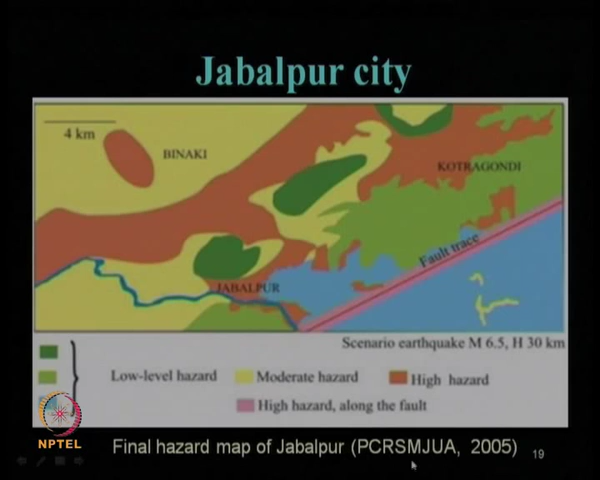 Jabalpur city
4 km
BINAKI
KOTRAGONDI
Fault trace
JABALPUR
Scenario earthquake M 6.5, H 30 km
Low-level hazard
Moderate hazard
High hazard
High hazard, along the fault
NPTEL
Final hazard map of Jabalpur (PCRSMJUA, 2005)
19